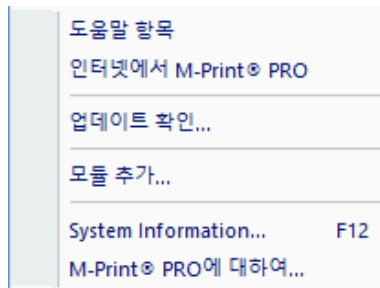 도움말 항목
인터넷에서 M-Print® PRO
업데이트 확인...
모듈 추가...
System Information... F12
M-Print® PRO에 대하여...